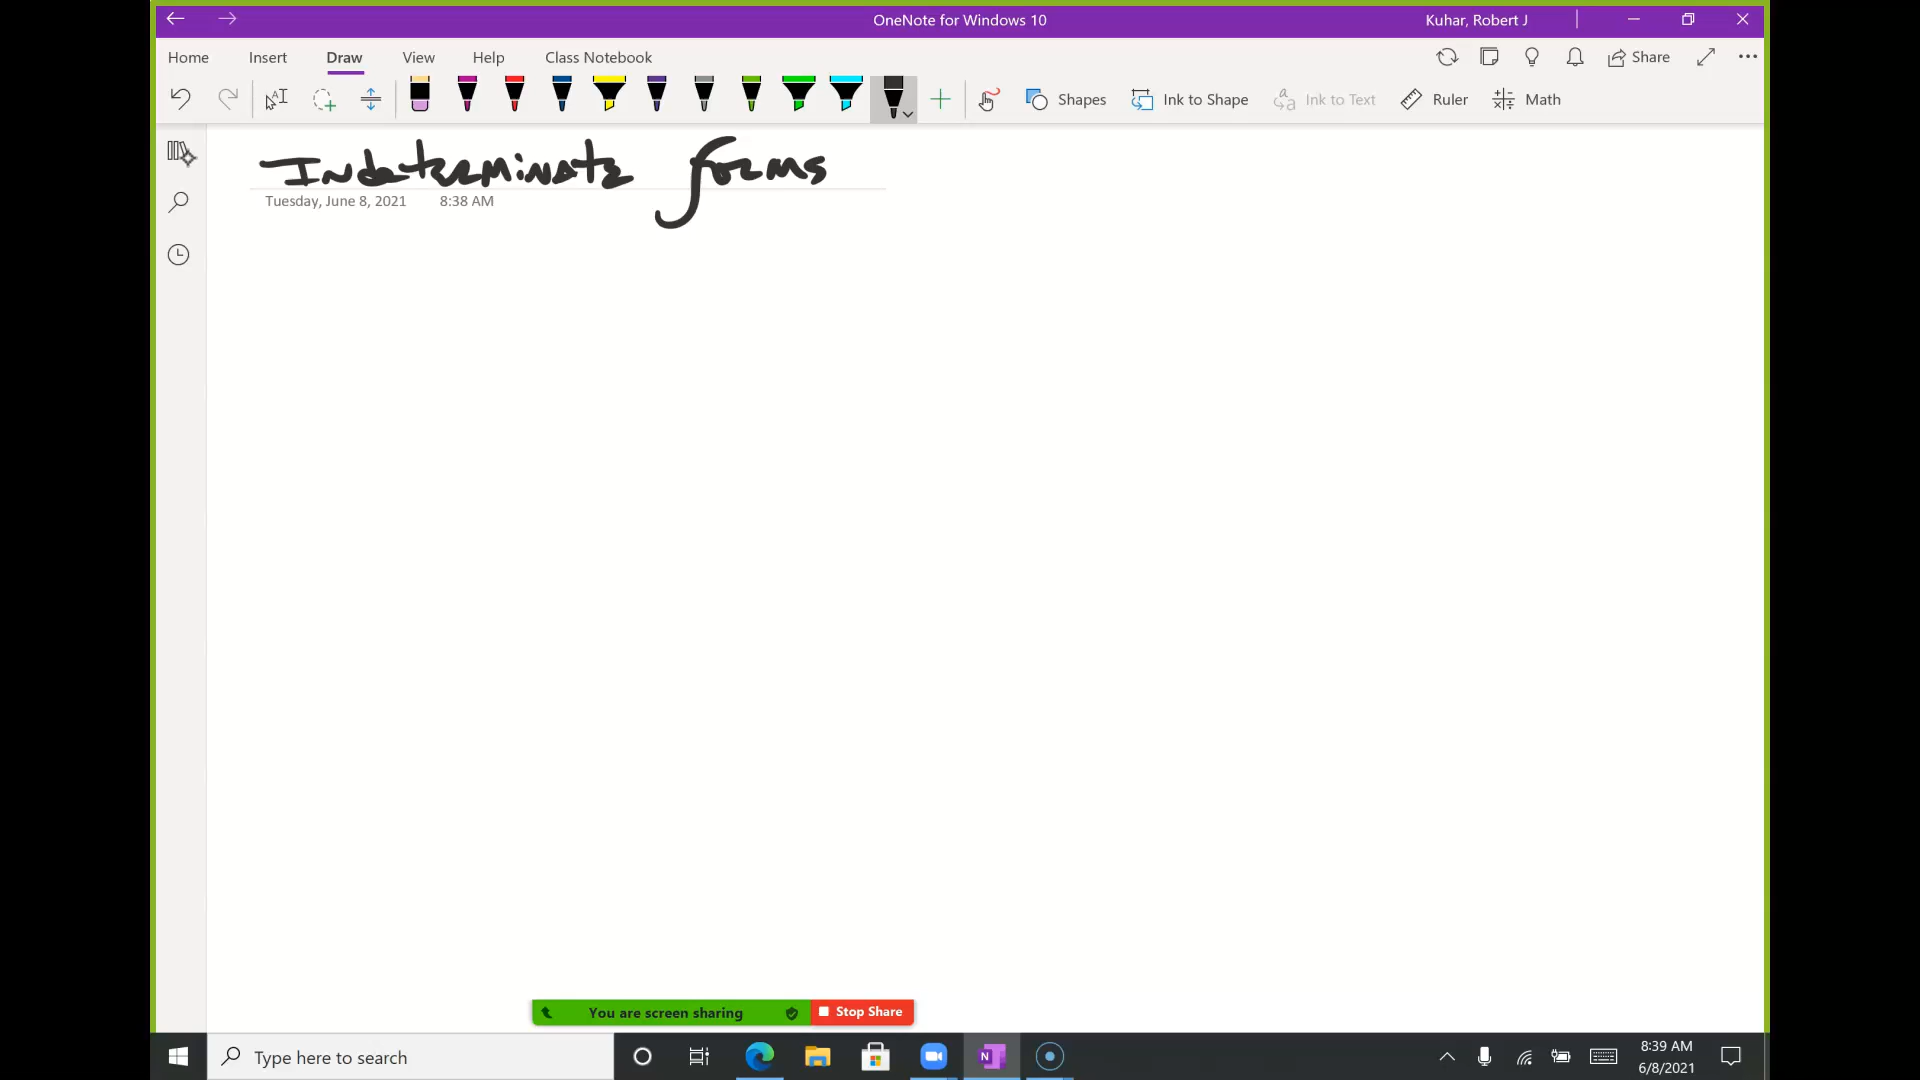 OneNote for Windows 10
Kuhar, Robert J
Home Insert Draw View Help Class Notebook
Share
Shapes Ink to Shape Ink to Text Ruler Math
Indeterminate forms
Tuesday, June 8, 2021 8:38 AM
You are screen sharing Stop Share
Type here to search
8:39 AM
6/8/2021